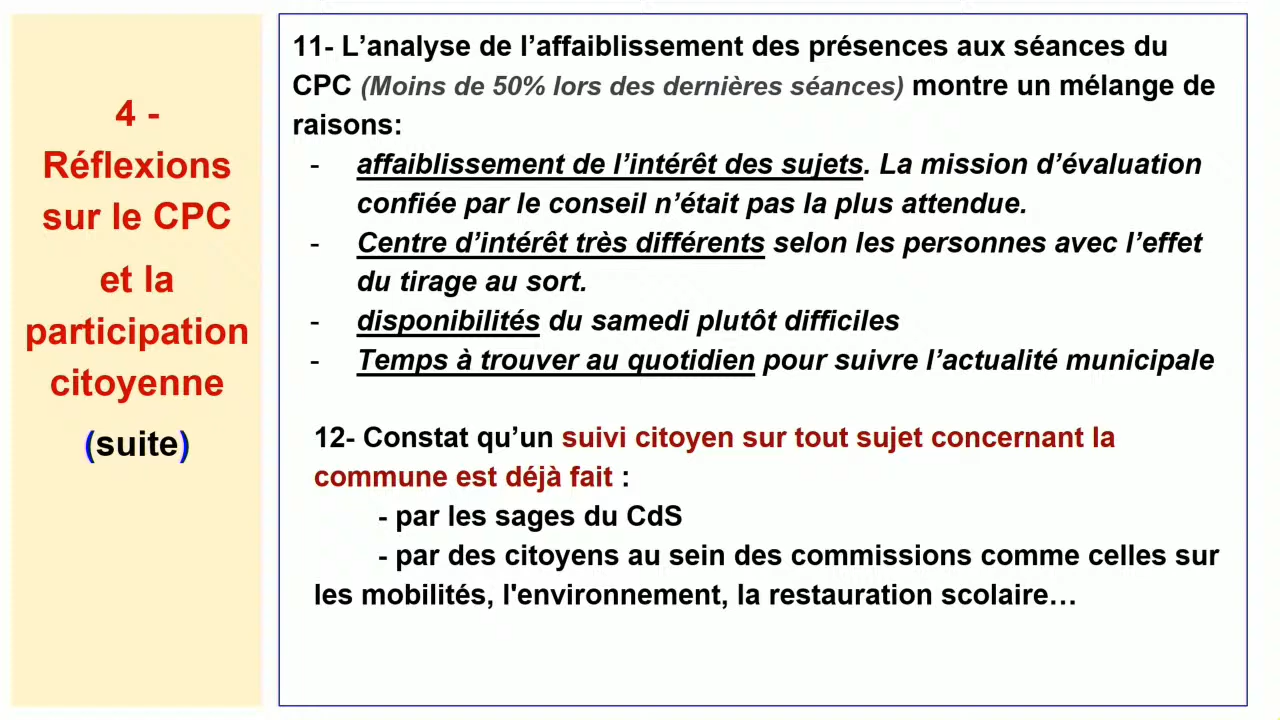 4 -
Réflexions
sur le CPC
et la
participation
citoyenne
(suite)
11- L’analyse de l’affaiblissement des présences aux séances du
CPC (Moins de 50% lors des dernières séances) montre un mélange de
raisons:
- affaiblissement de l’intérêt des sujets. La mission d’évaluation
confiée par le conseil n’était pas la plus attendue.
- Centre d’intérêt très différents selon les personnes avec l’effet
du tirage au sort.
- disponibilités du samedi plutôt difficiles
- Temps à trouver au quotidien pour suivre l’actualité municipale
12- Constat qu’un suivi citoyen sur tout sujet concernant la
commune est déjà fait :
- par les sages du CdS
- par des citoyens au sein des commissions comme celles sur
les mobilités, l'environnement, la restauration scolaire…